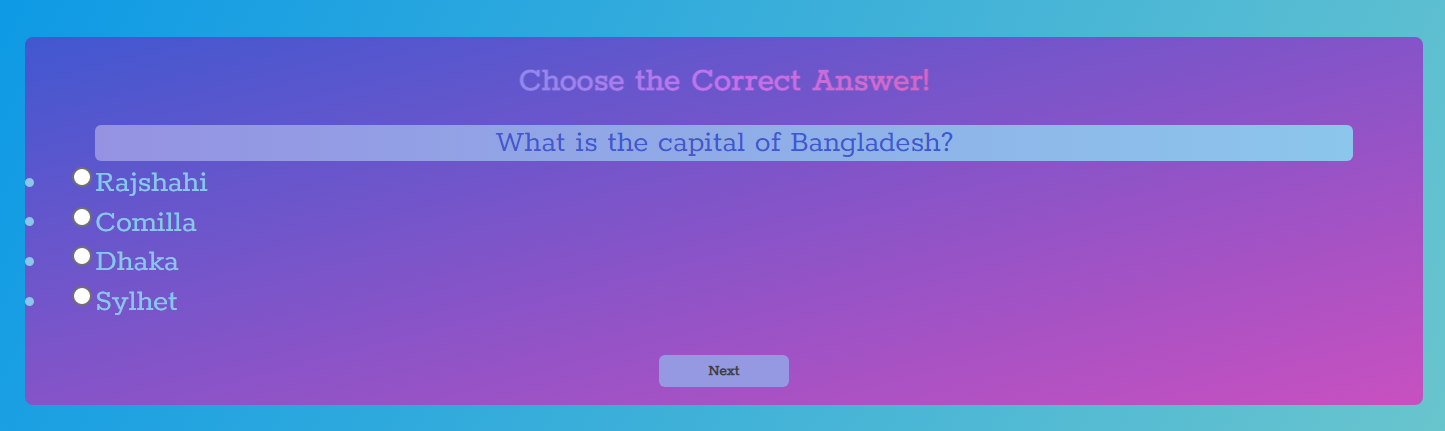 Choose the Correct Answer!
What is the capital of Bangladesh?
Rajshahi
Comilla
Dhaka
Sylhet
Next